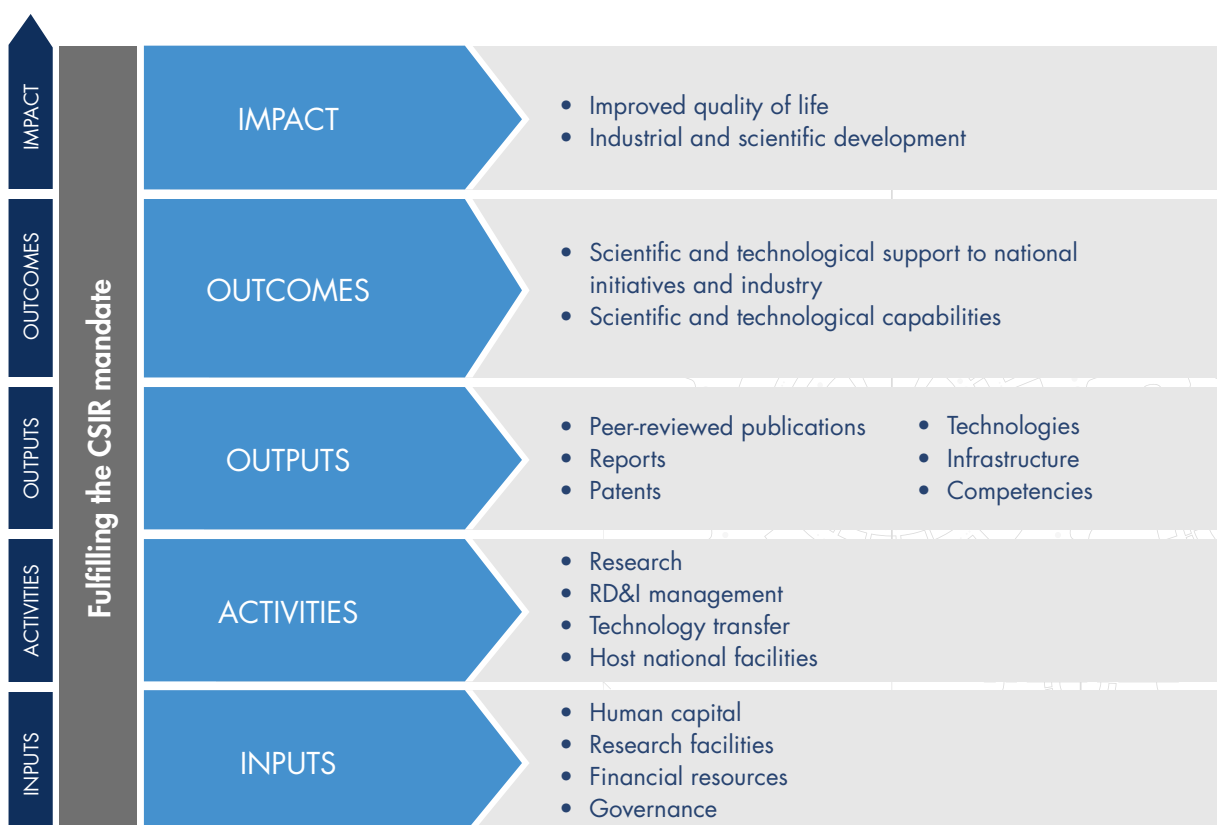 IMPACT
OUTCOMES
OUTPUTS
ACTIVITIES
INPUTS
Fulfilling the CSIR mandate
IMPACT
• Improved quality of life
• Industrial and scientific development
OUTCOMES
• Scientific and technological support to national
initiatives and industry
• Scientific and technological capabilities
OUTPUTS
• Peer-reviewed publications
• Reports
• Patents
• Technologies
• Infrastructure
• Competencies
ACTIVITIES
• Research
• RD&I management
• Technology transfer
• Host national facilities
INPUTS
• Human capital
• Research facilities
• Financial resources
• Governance